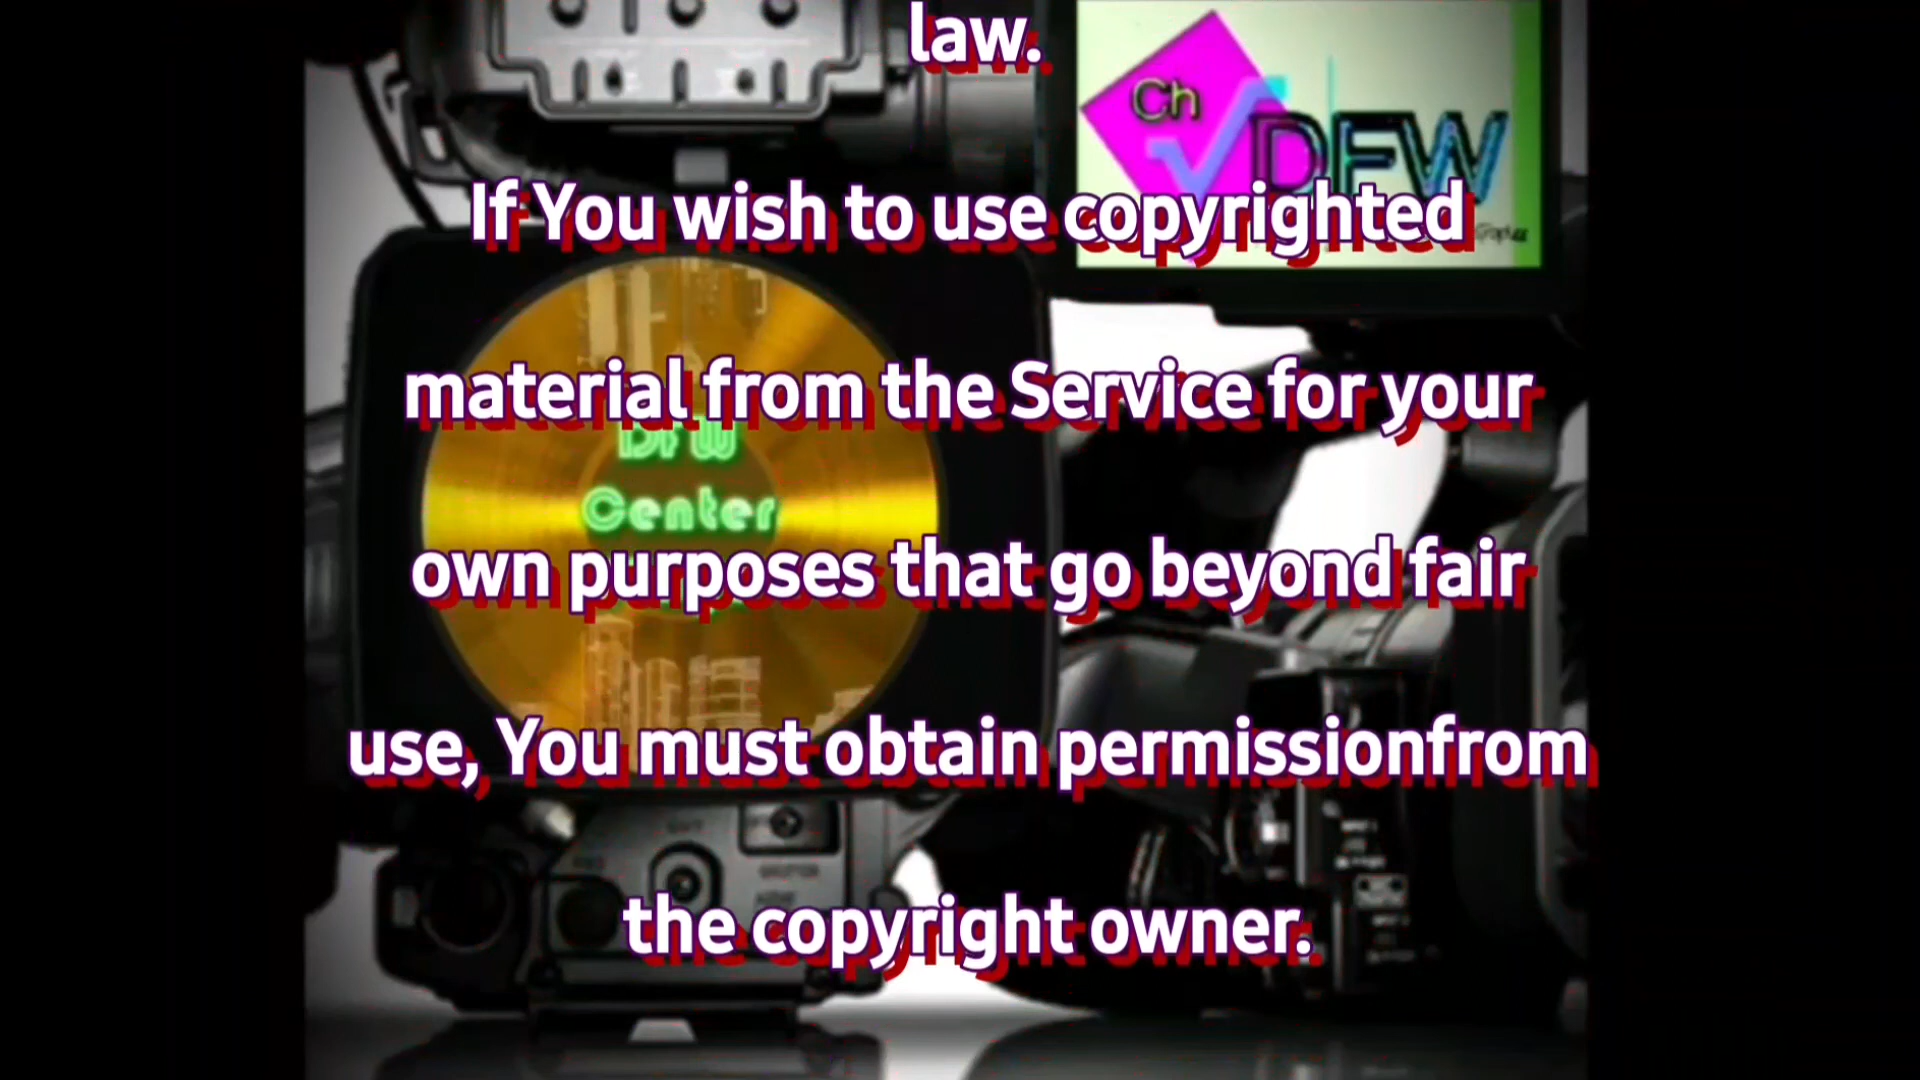 law.
Ch
DFW
If You wish to use copyrighted
material from the Service for your
DFW
Center
own purposes that go beyond fair
use, You must obtain permissionfrom
the copyright owner.